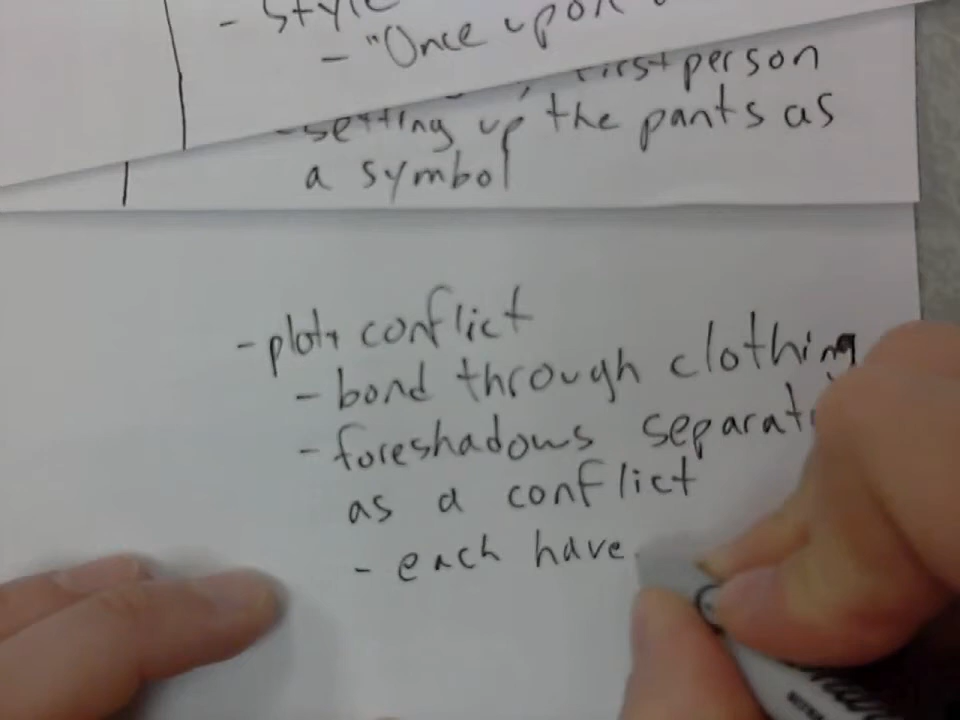 - Style
- "Once upon
first person
- setting up the pants as
a symbol
- plot + conflict
- bond through clothing
- foreshadows
as a conflict
- each have